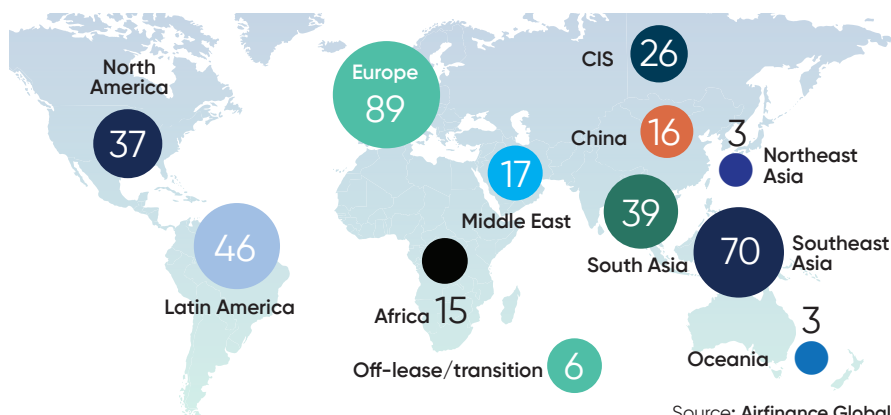 North
America
37
Europe
89
CIS
26
China
16
3
Northeast
Asia
17
Middle East
39
South Asia
70
Southeast
Asia
46
Latin America
Africa 15
3
Oceania
Off-lease/transition 6
Source: Airfinance Global